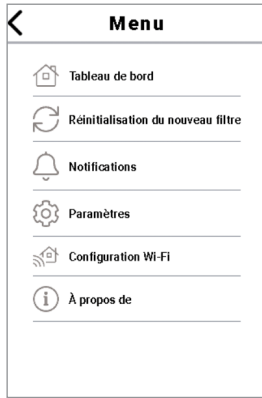 Menu
Tableau de bord
Réinitialisation du nouveau filtre
Notifications
Paramètres
Configuration Wi-Fi
À propos de